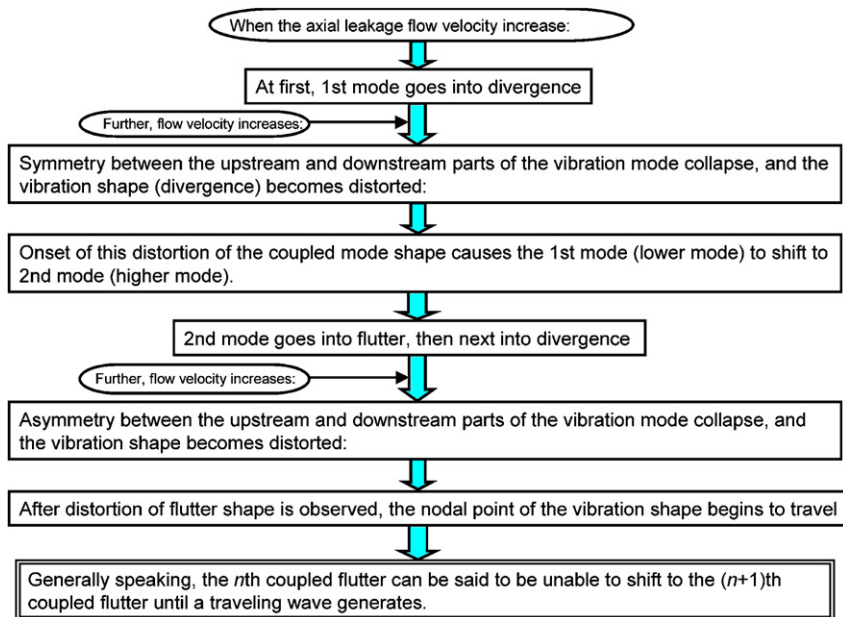 When the axial leakage flow velocity increase:
At first, 1st mode goes into divergence
Further, flow velocity increases:
Symmetry between the upstream and downstream parts of the vibration mode collapse, and the
vibration shape (divergence) becomes distorted:
Onset of this distortion of the coupled mode shape causes the 1st mode (lower mode) to shift to
2nd mode (higher mode).
2nd mode goes into flutter, then next into divergence
Further, flow velocity increases:
Asymmetry between the upstream and downstream parts of the vibration mode collapse, and
the vibration shape becomes distorted:
After distortion of flutter shape is observed, the nodal point of the vibration shape begins to travel
Generally speaking, the nth coupled flutter can be said to be unable to shift to the (n+1)th
coupled flutter until a traveling wave generates.